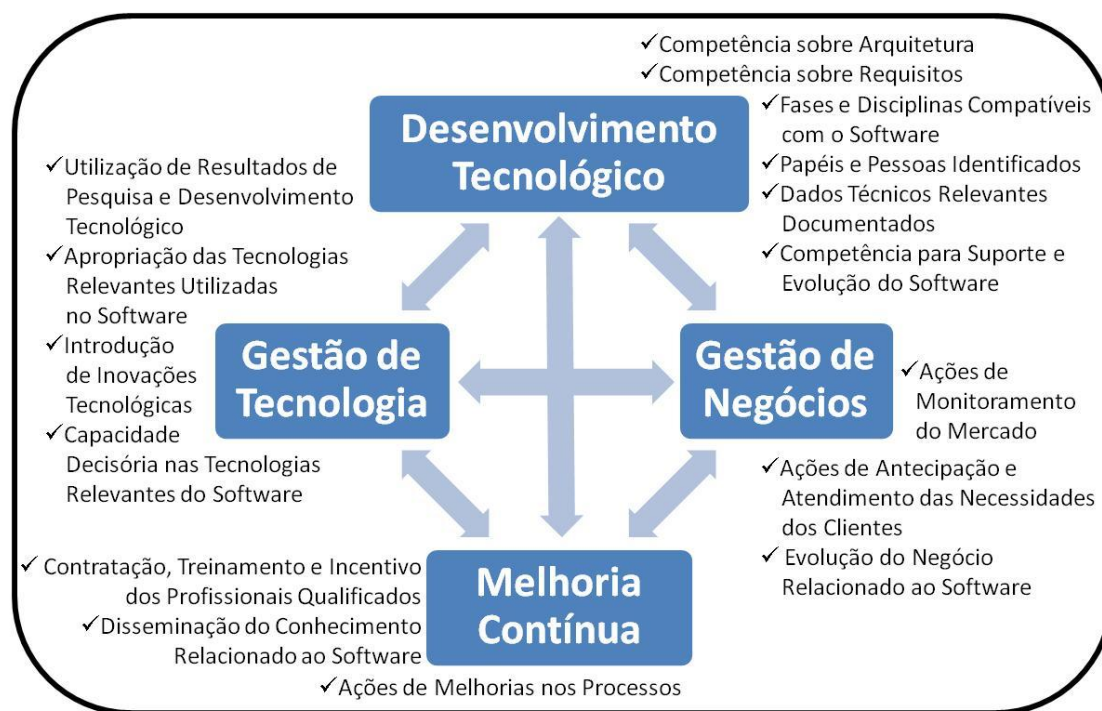 ✓Competência sobre Arquitetura
✓Competência sobre Requisitos
Desenvolvimento
Tecnológico
✓Fases e Disciplinas Compatíveis
com o Software
✓Papéis e Pessoas Identificados
✓Dados Técnicos Relevantes
Documentados
✓Competência para Suporte e
Evolução do Software
✓Utilização de Resultados de
Pesquisa e Desenvolvimento
Tecnológico
✓Apropriação das Tecnologias
Relevantes Utilizadas
no Software
✓Introdução
de Inovações
Tecnológicas
✓Capacidade
Decisória nas Tecnologias
Relevantes do Software
Gestão de
Tecnologia
Gestão de
Negócios
✓Ações de
Monitoramento
do Mercado
✓Ações de Antecipação e
Atendimento das Necessidades
dos Clientes
✓ Evolução do Negócio
Relacionado ao Software
✓ Contratação, Treinamento e Incentivo
dos Profissionais Qualificados
✓Disseminação do Conhecimento
Relacionado ao Software
✓Ações de Melhorias nos Processos
Melhoria
Contínua